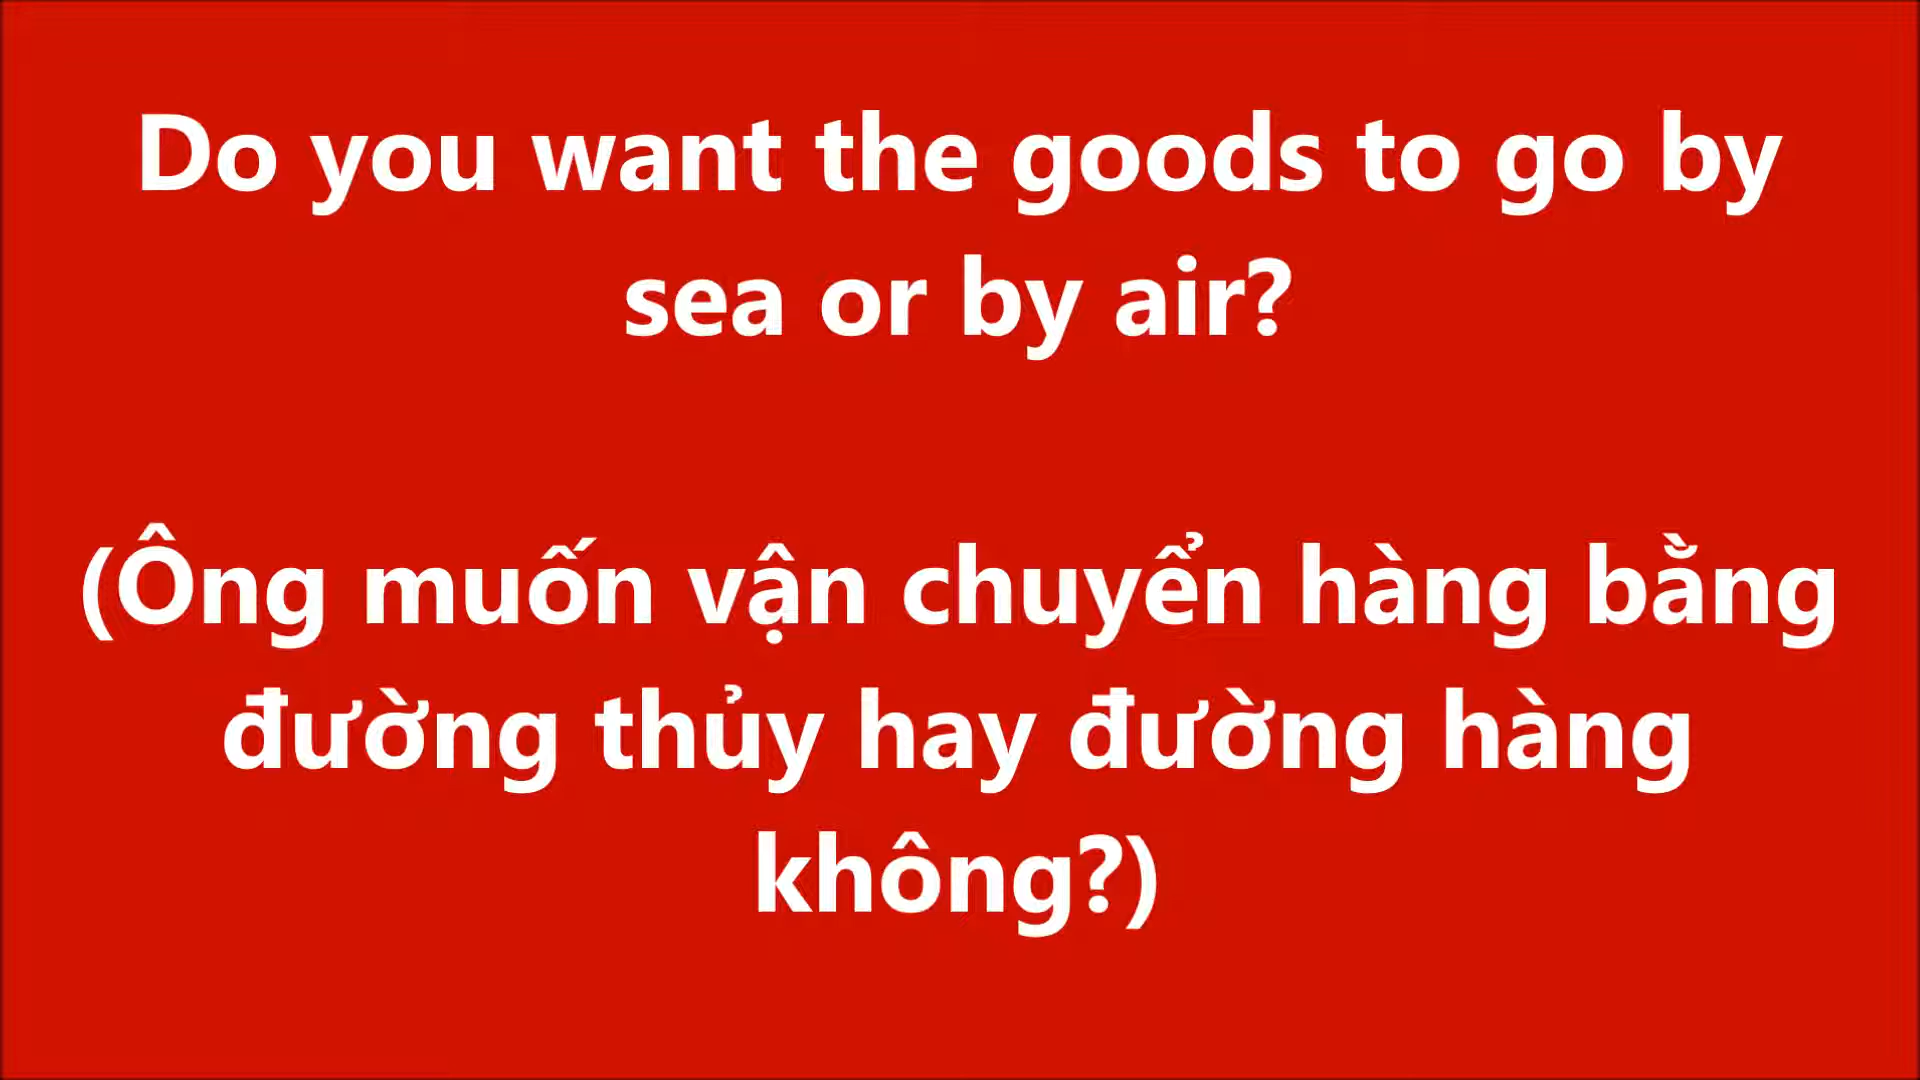 Do you want the goods to go by
sea or by air?
(Ông muốn vận chuyển hàng bằng
đường thủy hay đường hàng
không?)